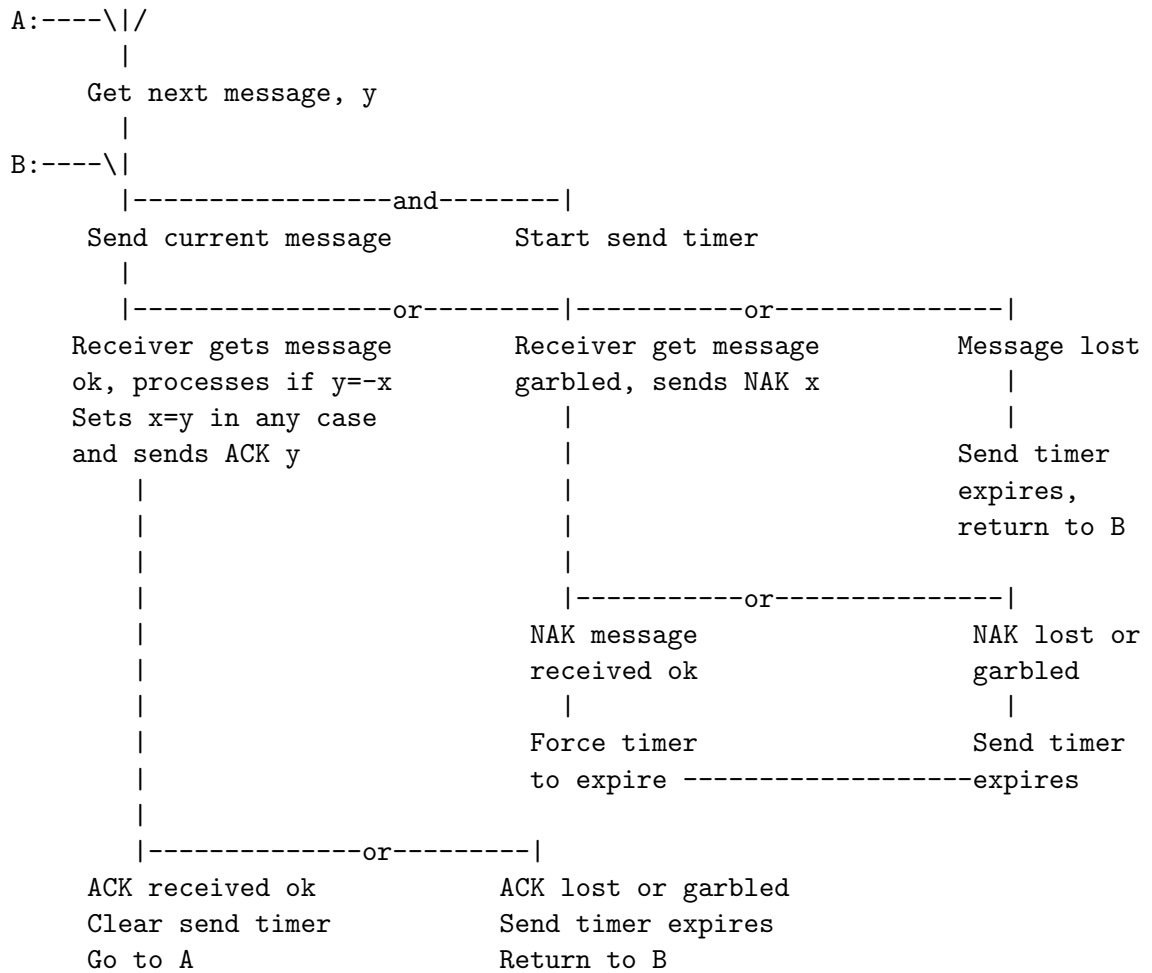 A:----\|/
|
Get next message, y
|
B:----\|
|-----------------and--------|
Send current message Start send timer
|
|-----------------or---------|-----------or---------------|
Receiver gets message Receiver get message Message lost
ok, processes if y=-x garbled, sends NAK x |
Sets x=y in any case | |
and sends ACK y | Send timer
| | expires,
| | return to B
| |
| |-----------or---------------|
| NAK message NAK lost or
| received ok garbled
| | |
| Force timer Send timer
| to expire -------------------expires
|
|--------------or---------|
ACK received ok ACK lost or garbled
Clear send timer Send timer expires
Go to A Return to B